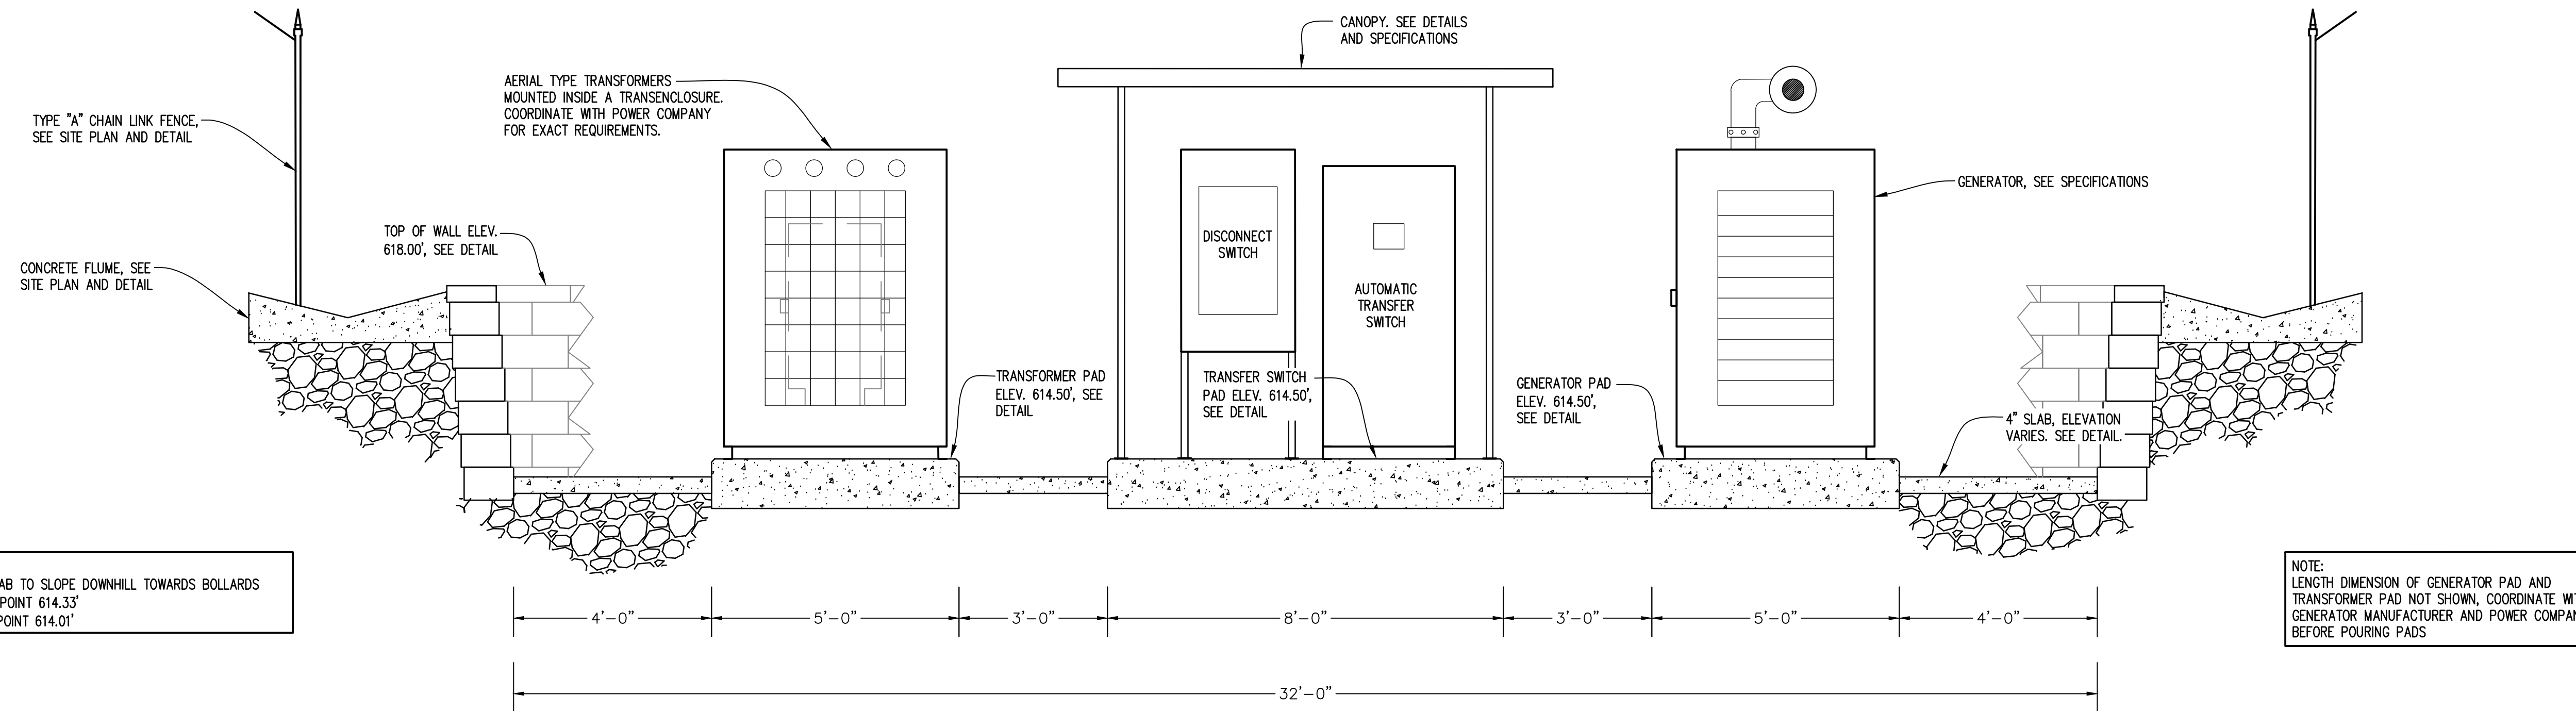 CANOPY. SEE DETAILS
AND SPECIFICATIONS
AERIAL TYPE TRANSFORMERS
MOUNTED INSIDE A TRANSENCLOSURE.
COORDINATE WITH POWER COMPANY
FOR EXACT REQUIREMENTS.
TYPE "A" CHAIN LINK FENCE,
SEE SITE PLAN AND DETAIL
GENERATOR, SEE SPECIFICATIONS
TOP OF WALL ELEV.
618.00', SEE DETAIL
DISCONNECT
SWITCH
CONCRETE FLUME, SEE
SITE PLAN AND DETAIL
AUTOMATIC
TRANSFER
SWITCH
TRANSFORMER PAD
ELEV. 614.50', SEE
DETAIL
TRANSFER SWITCH
PAD ELEV. 614.50',
SEE DETAIL
GENERATOR PAD
ELEV. 614.50',
SEE DETAIL
4" SLAB, ELEVATION
VARIES. SEE DETAIL.
TO SLOPE DOWNHILL TOWARDS BOLLARDS
POINT 614.33'
POINT 614.01'
NOTE:
LENGTH DIMENSION OF GENERATOR PAD AND
TRANSFORMER PAD NOT SHOWN, COORDINATE
GENERATOR MANUFACTURER AND POWER
BEFORE POURING PADS
4'-0" 5'-0" 3'-0" 8'-0" 3'-0" 5'-0" 4'-0"
32'-0"